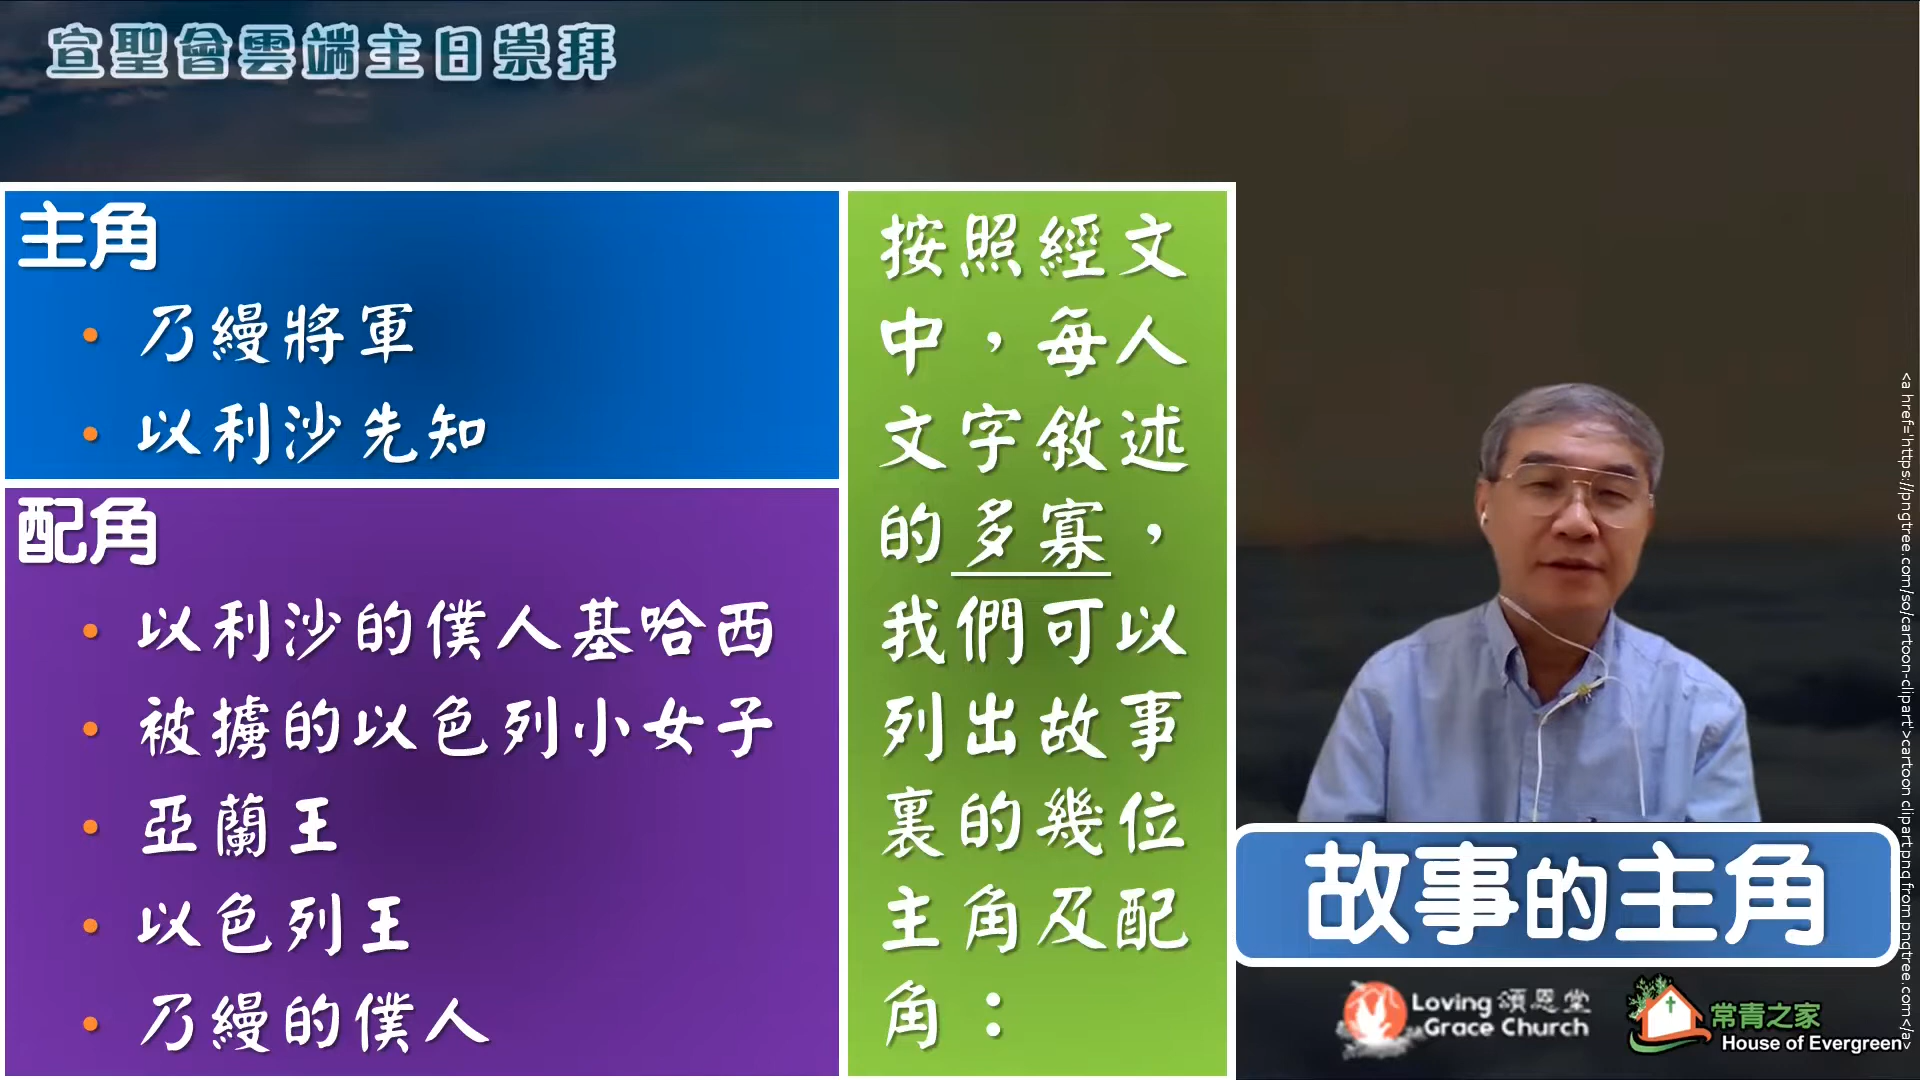 宣聖會雲端主日崇拜
主角
• 乃縵將軍
• 以利沙先知
配角
• 以利沙的僕人基哈西
• 被擄的以色列小女子
• 亞蘭王
• 以色列王
• 乃縵的僕人
按照經文
中，每人
文字敘述
的多寡，
我們可以
列出故事
裏的幾位
主角及配
角：
故事的主角
Loving 頌恩堂
Grace Church
常青之家
House of Evergreen
<a href='https://pngtree.com/so/cartoon-clipart'>cartoon clipart png from pngtree.com</a>